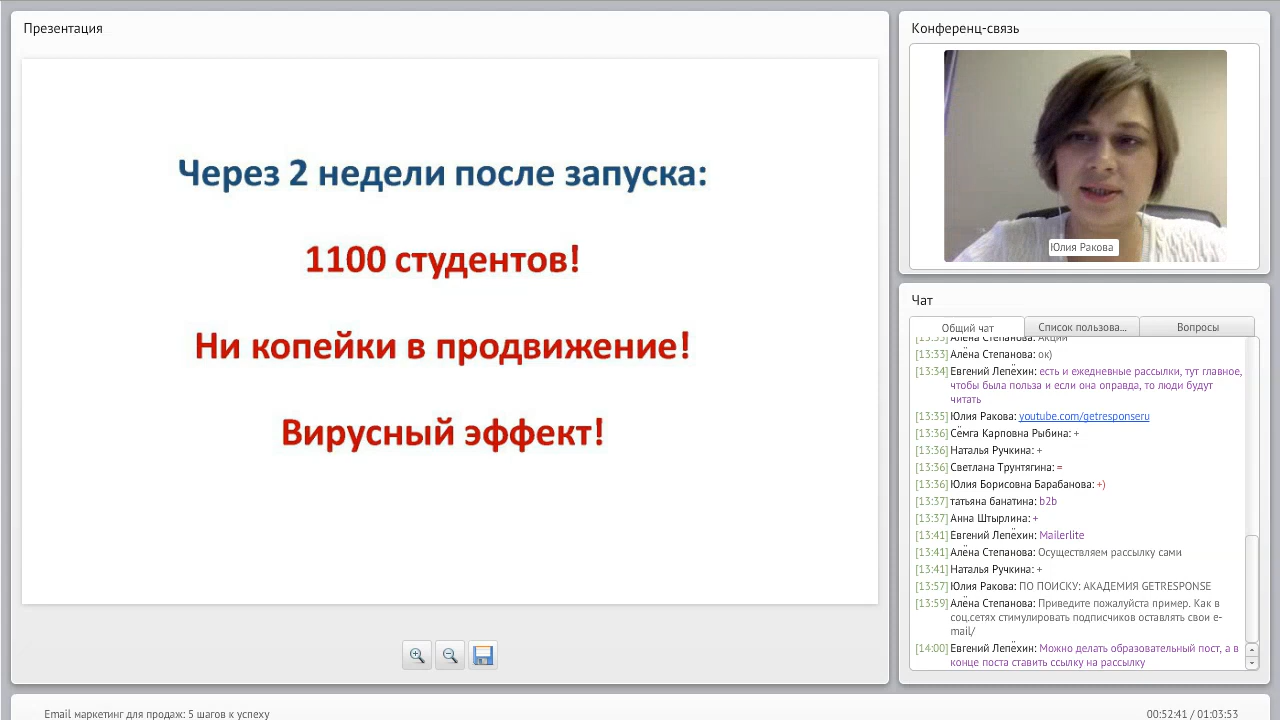 Презентация
Через 2 недели после запуска:
1100 студентов!
Ни копейки в продвижение!
Вирусный эффект!
Конференц-связь
Юлия Ракова
Чат
Общий чат
Список пользова...
Вопросы
[13:33] Алёна Степанова: Акции
[13:33] Алёна Степанова: ок)
[13:34] Евгений Лепёхин: есть и ежедневные рассылки, тут главное,
чтобы была польза и если она оправда, то люди будут
читать
[13:35] Юлия Ракова: youtube.com/getresponseru
[13:36] Сёмга Карповна Рыбина: +
[13:36] Наталья Ручкина: +
[13:36] Светлана Трунтягина: =
[13:36] Юлия Борисовна Барабанова: +)
[13:37] татьяна банатина: b2b
[13:37] Анна Штырлина: +
[13:41] Евгений Лепёхин: Mailerlite
[13:41] Алёна Степанова: Осуществляем рассылку сами
[13:41] Наталья Ручкина: +
[13:57] Юлия Ракова: ПО ПОИСКУ: АКАДЕМИЯ GETRESPONSE
[13:59] Алёна Степанова: Приведите пожалуйста пример. Как в
соц.сетях стимулировать подписчиков оставлять свои e-
mail/
[14:00] Евгений Лепёхин: Можно делать образовательный пост, а в
конце поста ставить ссылку на рассылку
Email маркетинг для продаж: 5 шагов к успеху
00:52:41 / 01:03:53